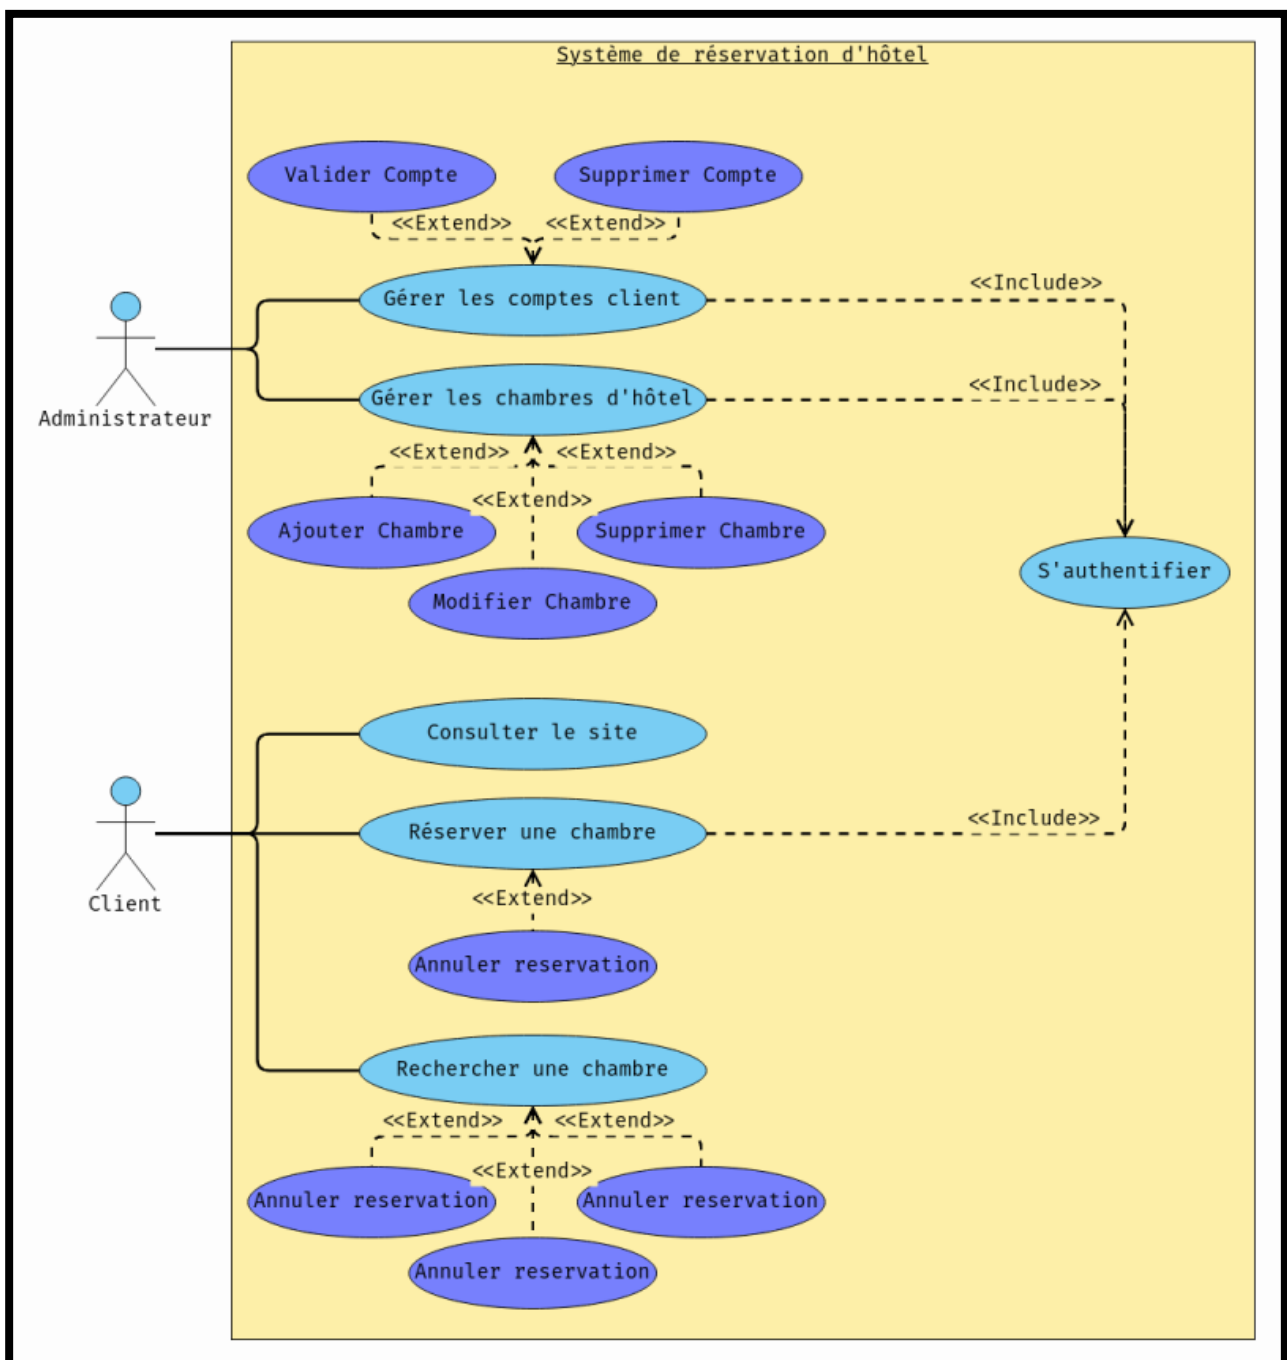 Système de réservation d'hôtel
Valider Compte
Supprimer Compte
<<Extend>>
<<Extend>>
Gérer les comptes client
<<Include>>
Administrateur
Gérer les chambres d'hôtel
<<Include>>
<<Extend>>
<<Extend>>
<<Extend>>
Ajouter Chambre
Supprimer Chambre
Modifier Chambre
S'authentifier
Consulter le site
Client
Réserver une chambre
<<Include>>
<<Extend>>
Annuler reservation
Rechercher une chambre
<<Extend>>
<<Extend>>
<<Extend>>
Annuler reservation
Annuler reservation
Annuler reservation